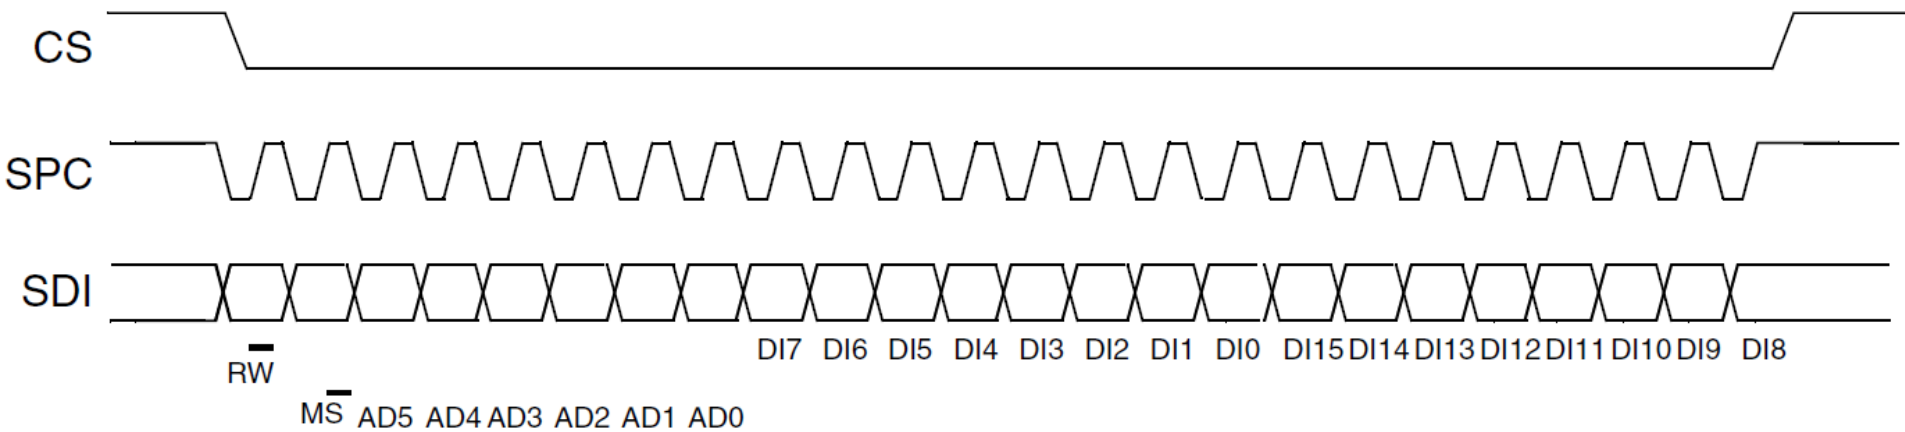 CS
SPC
SDI
DI7 DI6 DI5 DI4 DI3 DI2 DI1 DI0 DI15 DI14 DI13 DI12 DI11 DI10 DI9 DI8
RW̅
MS̅ AD5 AD4 AD3 AD2 AD1 AD0